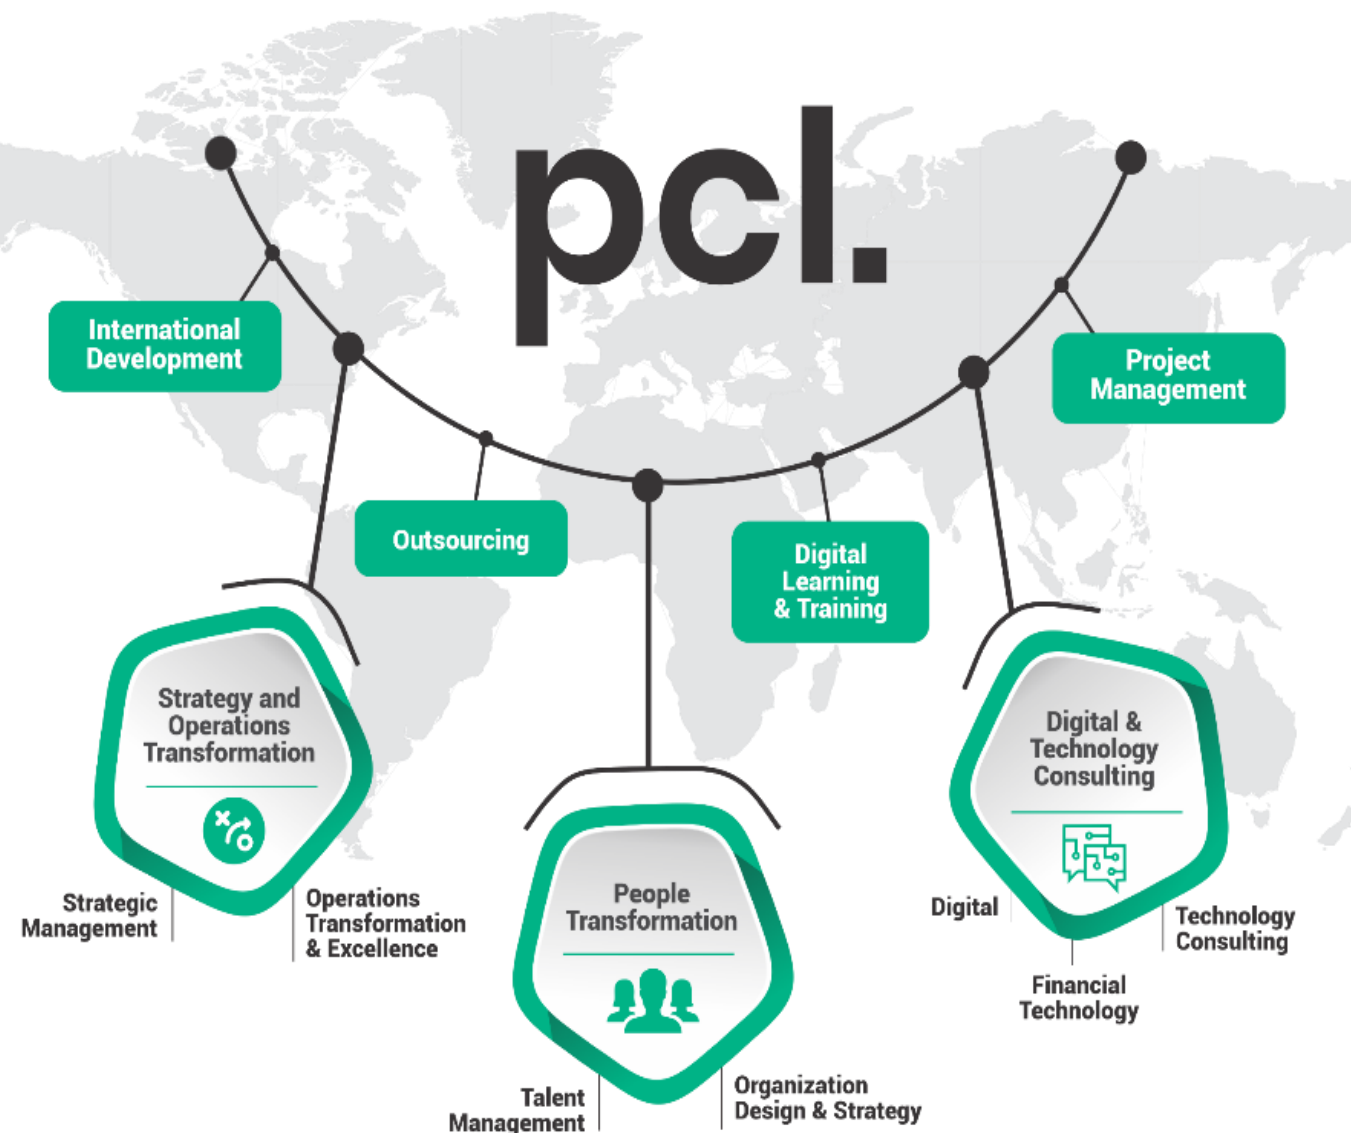 pcl.
International
Development
Project
Management
Outsourcing
Digital
Learning
& Training
Strategy and
Operations
Transformation
Strategic
Management
Operations
Transformation
& Excellence
People
Transformation
Talent
Management
Organization
Design & Strategy
Digital &
Technology
Consulting
Digital
Financial
Technology
Technology
Consulting